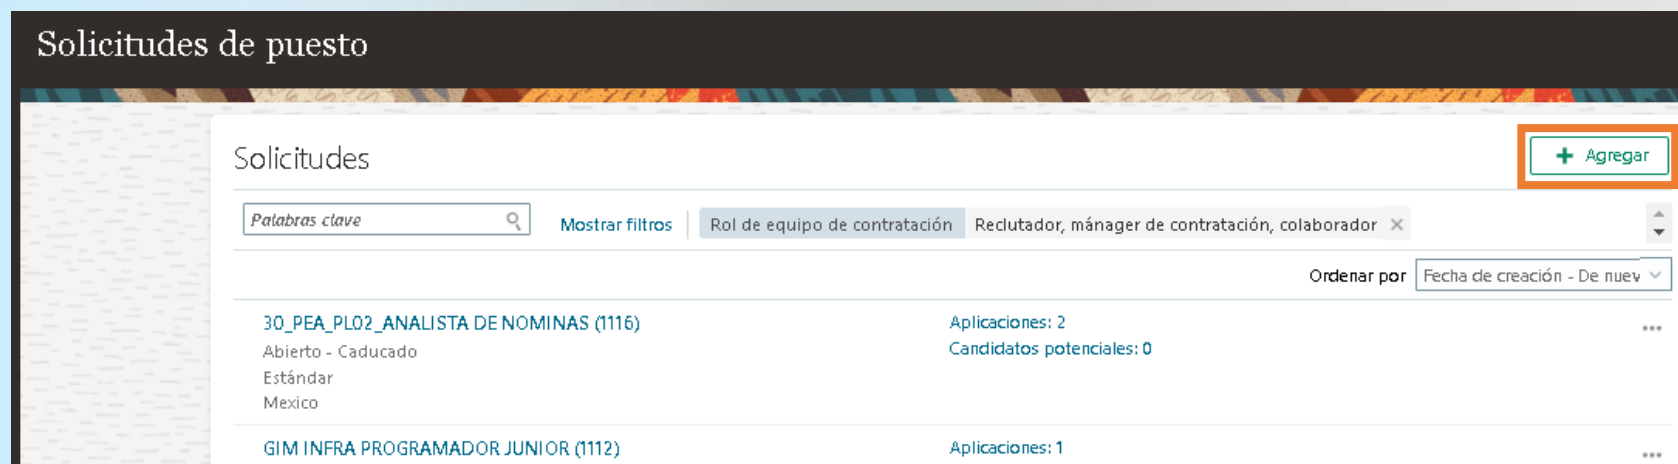 Solicitudes de puesto
Solicitudes
+ Agregar
Palabras clave
Mostrar filtros
Rol de equipo de contratación
Reclutador, mánager de contratación, colaborador
Ordenar por
Fecha de creación - De nuev
30_PEA_PL02_ANALISTA DE NOMINAS (1116)
Aplicaciones: 2
Abierto - Caducado
Candidatos potenciales: 0
Estándar
Mexico
GIM INFRA PROGRAMADOR JUNIOR (1112)
Aplicaciones: 1